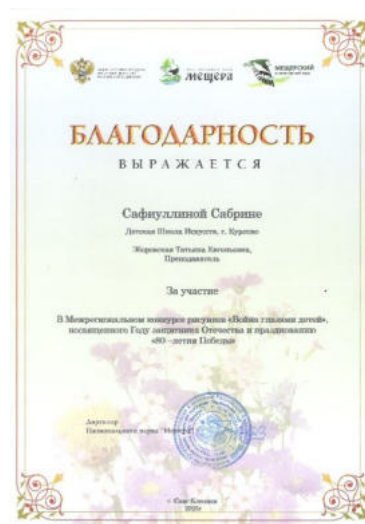 Мещера
МЕЩЕРСКИЙ
БЛАГОДАРНОСТЬ
ВЫРАЖАЕТСЯ
Сафиуллиной Сабрине
Детская Школа Искусств, г. Курлово
Татьяна Евгеньевна,
Преподаватель
За участие
В Межрегиональном конкурсе рисунков «Война глазами детей»,
посвященного Году защитника Отечества и празднованию
«80 –летия Победы»
Директор
Национального парка "Мещера"